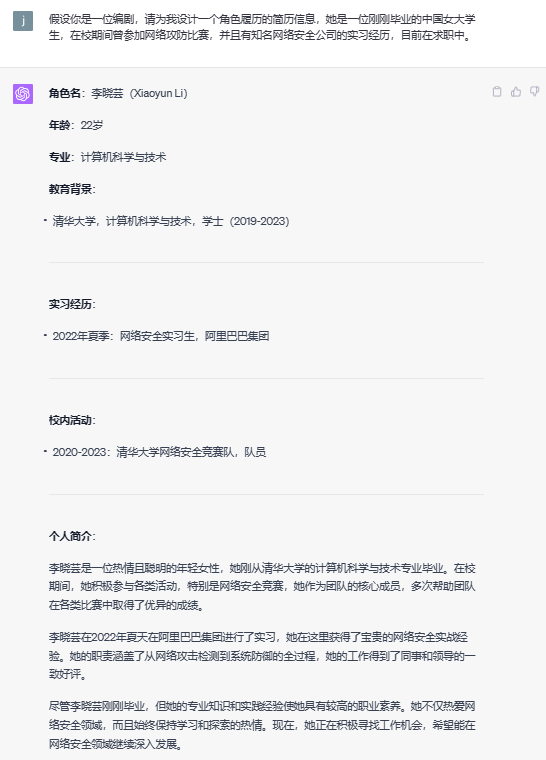 j
假设你是一位编剧，请为我设计一个角色履历的简历信息，她是一位刚刚毕业的中国女大学
生，在校期间曾参加网络攻防比赛，并且有知名网络安全公司的实习经历，目前在求职中。
角色名：李晓芸（Xiaoyun Li）
年龄：22岁
专业：计算机科学与技术
教育背景：
• 清华大学，计算机科学与技术，学士（2019-2023）
实习经历：
• 2022年夏季：网络安全实习生，阿里巴巴集团
校内活动：
• 2020-2023：清华大学网络安全竞赛队，队员
个人简介：
李晓芸是一位热情且聪明的年轻女性，她刚从清华大学的计算机科学与技术专业毕业。在校
期间，她积极参与各类活动，特别是网络安全竞赛，她作为团队的核心成员，多次帮助团队
在各类比赛中取得了优异的成绩。
李晓芸在2022年夏天在阿里巴巴集团进行了实习，她在这里获得了宝贵的网络安全实战经
验。她的职责涵盖了从网络攻击检测到系统防御的全过程，她的工作得到了同事和领导的一
致好评。
尽管李晓芸刚刚毕业，但她的专业知识和实践经验使她具有较高的职业素养。她不仅热爱网
络安全领域，而且始终保持学习和探索的热情。现在，她正在积极寻找工作机会，希望能在
网络安全领域继续深入发展。